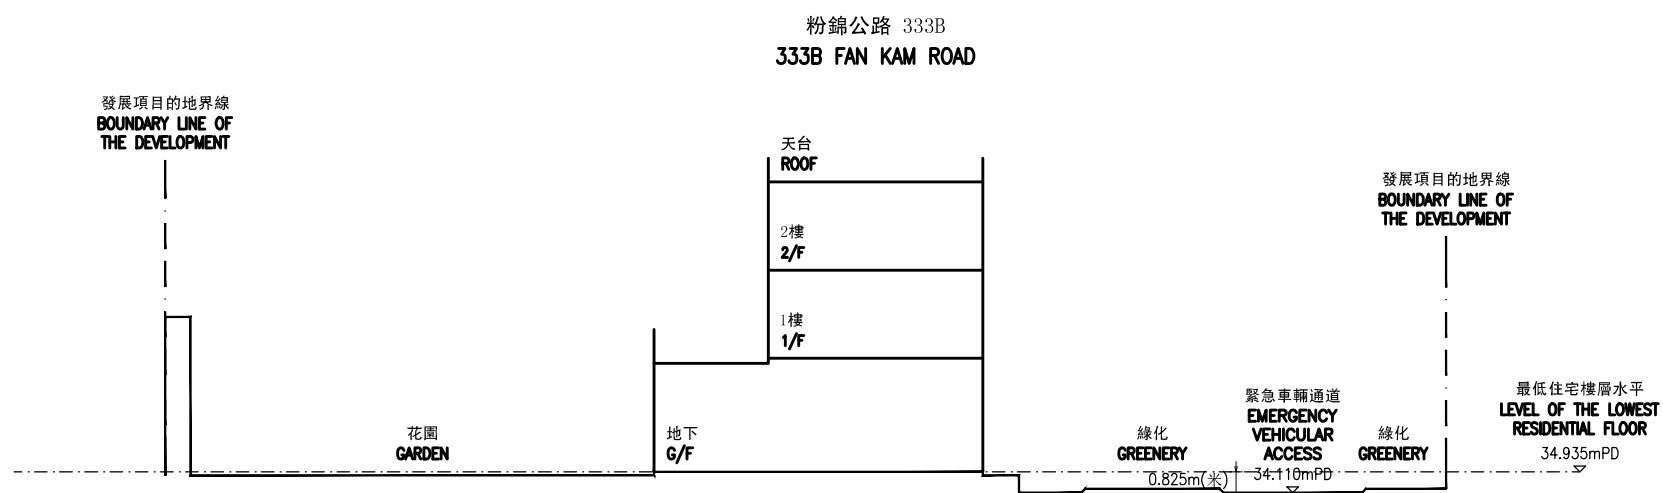 粉錦公路 333B
333B FAN KAM ROAD
發展項目的地界線
BOUNDARY LINE OF
THE DEVELOPMENT
天台
ROOF
發展項目的地界線
BOUNDARY LINE OF
THE DEVELOPMENT
2樓
2/F
1樓
1/F
最低住宅樓層水平
LEVEL OF THE LOWEST
RESIDENTIAL FLOOR
34.935mPD
緊急車輛通道
EMERGENCY
VEHICULAR
ACCESS
34.110mPD
花園
GARDEN
地下
G/F
綠化
GREENERY
綠化
GREENERY
0.825m(米)